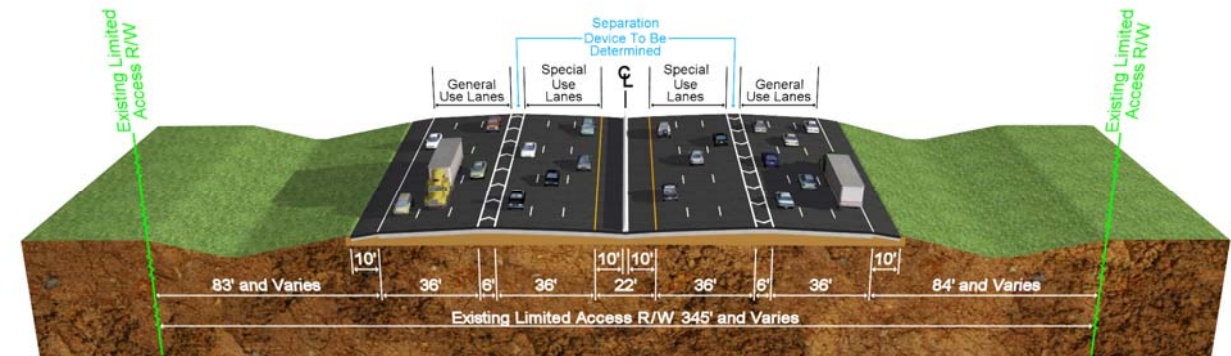 Existing Limited
Access R/W
Separation
Device To Be
Determined
General
Use Lanes
Special
Use
Lanes
℄
Special
Use
Lanes
General
Use Lanes
Existing Limited
Access R/W
10'
10'
10'
10'
83' and Varies
36'
6'
36'
22'
36'
6'
36'
84' and Varies
Existing Limited Access R/W 345' and Varies